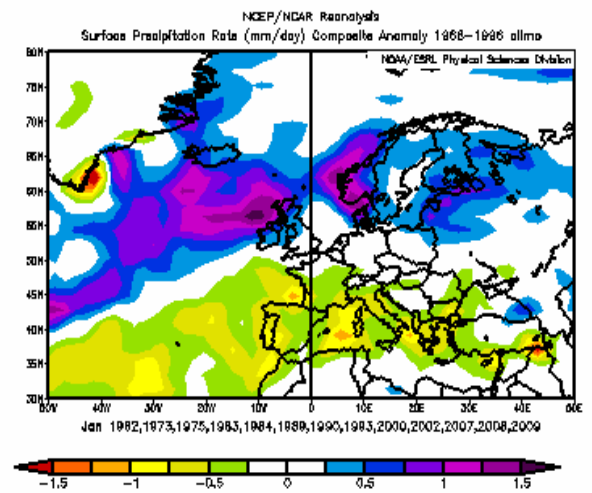 NCEP/NCAR Reanalysis
Surface Precipitation Rate (mm/day) Composite Anomaly 1968-1996 climo
NOAA/ESRL Physical Sciences Division
80N
75N
70N
65N
60N
55N
50N
45N
40N
35N
30N
50W 40W 30W 20W 10W 0 10E 20E 30E 40E 50E
Jan 1982,1973,1975,1983,1984,1989,1990,1993,2000,2002,2007,2008,2009
-1.5 -1 -0.5 0 0.5 1 1.5